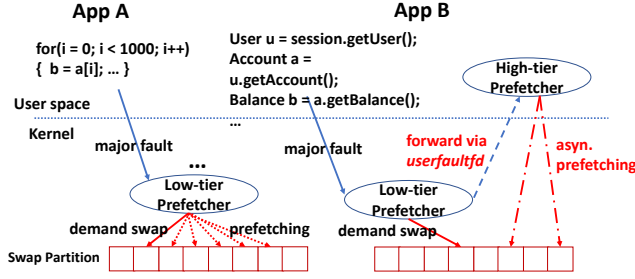 App A
App B
for(i = 0; i < 1000; i++)
{ b = a[i]; ... }
User u = session.getUser();
Account a =
u.getAccount();
Balance b = a.getBalance();
...
High-tier
Prefetcher
User space
Kernel
major fault
...
major fault
forward via
userfaultfd
asyn.
prefetching
Low-tier
Prefetcher
Low-tier
Prefetcher
demand swap
prefetching
demand swap
Swap Partition